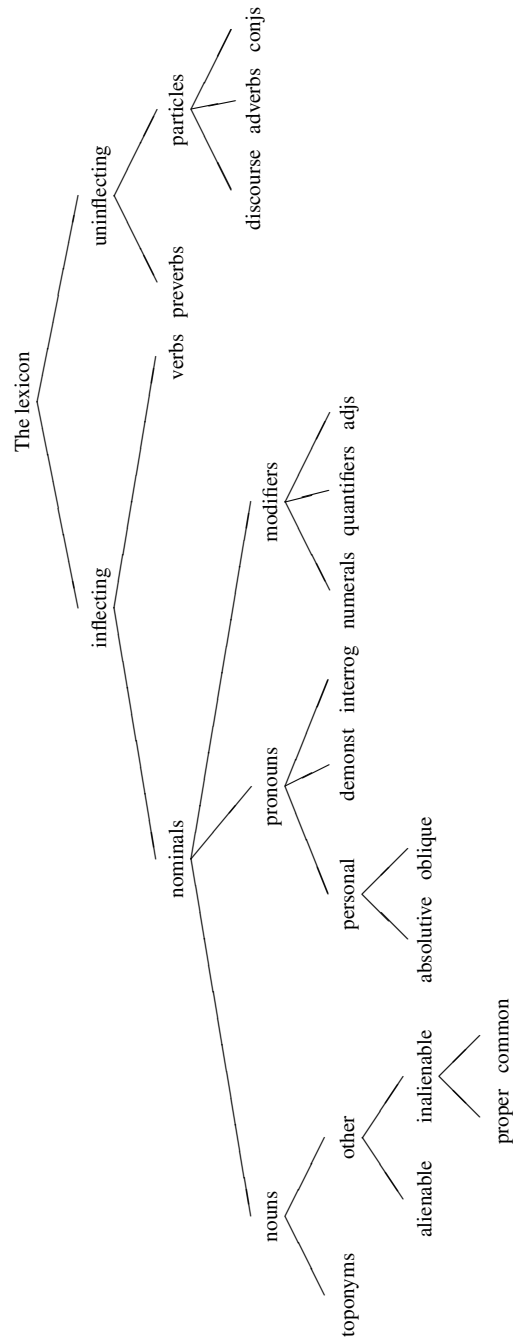 The lexicon
inflecting uninflecting
nominals verbs preverbs particles
nouns pronouns modifiers discourse adverbs conjs
toponyms other personal demonst interrog numerals quantifiers adjs
alienable inalienable absolutive oblique
proper common